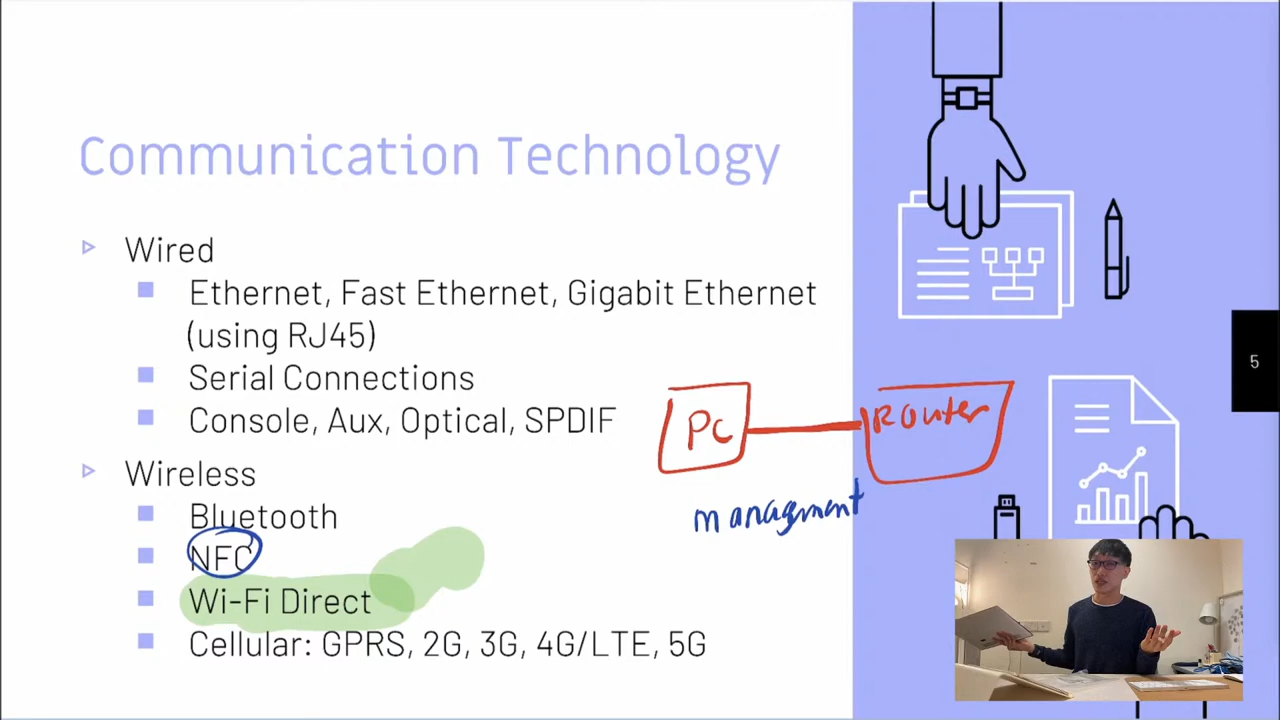 Communication Technology
Wired
Ethernet, Fast Ethernet, Gigabit Ethernet
(using RJ45)
Serial Connections
Console, Aux, Optical, SPDIF
Wireless
Bluetooth
NFC
Wi-Fi Direct
Cellular: GPRS, 2G, 3G, 4G/LTE, 5G
PC
Router
managment
5